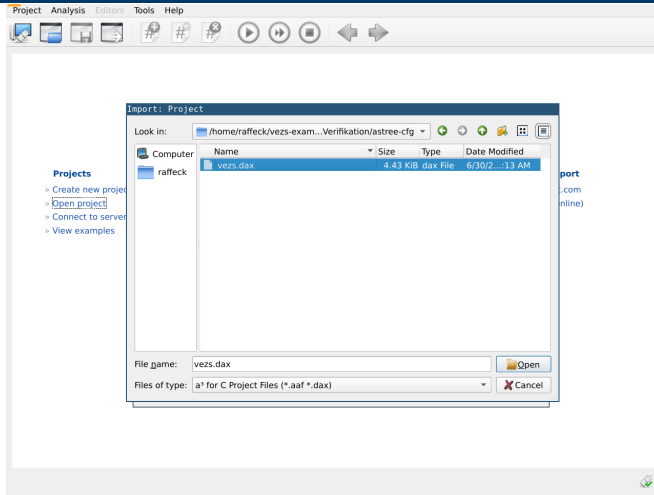 Project Analysis Editors Tools Help
Import: Project
Look in: /home/raffeck/vezs-exam...Verifikation/astree-cfg
Computer
raffeck
Name Size Type Date Modified
vezs.dax 4.43 KiB dax File 6/30/2...:13 AM
Projects
» Create new projec
» Open project
» Connect to server
» View examples
port
.com
nline)
File name: vezs.dax Open
Files of type: a³ for C Project Files (*.aaf *.dax) Cancel